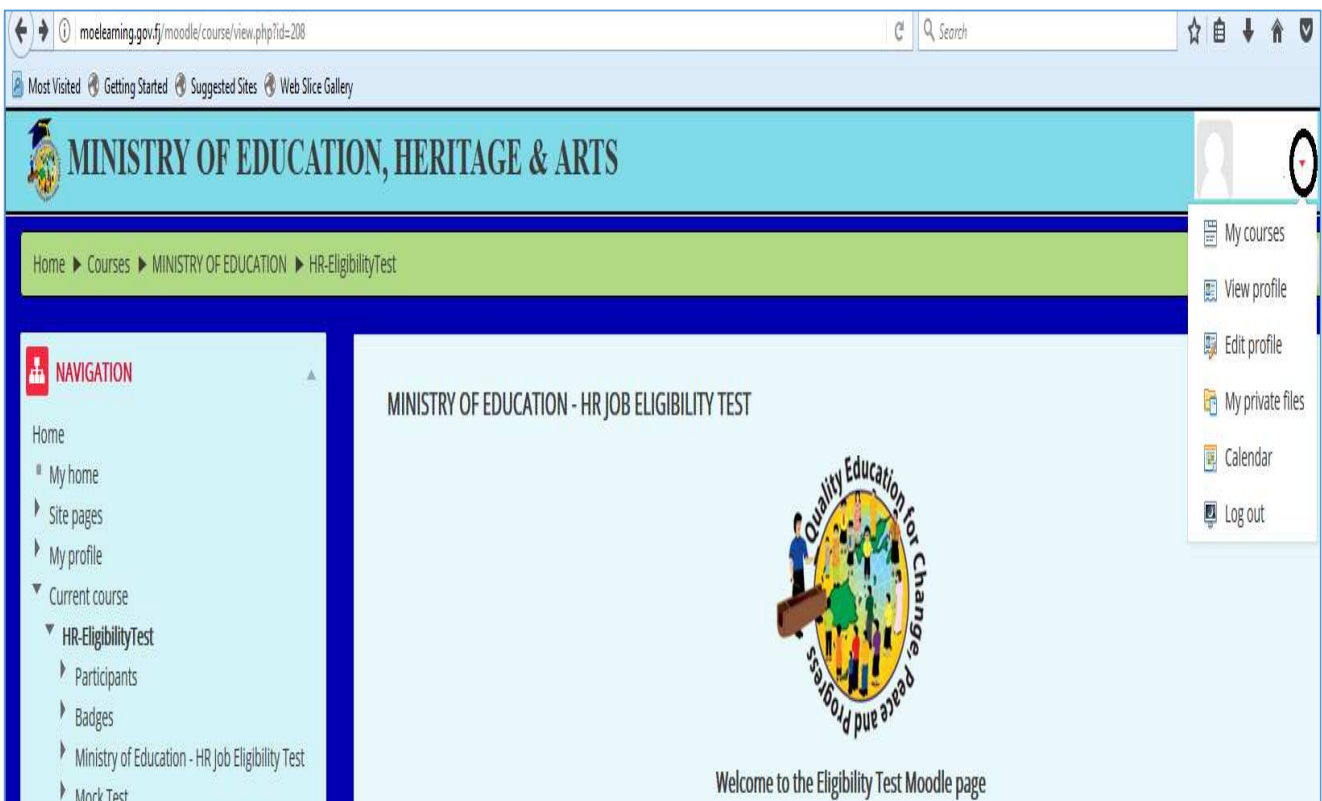 moelearning.gov.fj/moodle/course/view.php?id=208
Search
Most Visited Getting Started Suggested Sites Web Slice Gallery
MINISTRY OF EDUCATION, HERITAGE & ARTS
My courses
View profile
Edit profile
My private files
Calendar
Log out
Home ▶ Courses ▶ MINISTRY OF EDUCATION ▶ HR-EligibilityTest
NAVIGATION
Home
My home
Site pages
My profile
Current course
HR-EligibilityTest
Participants
Badges
Ministry of Education - HR Job Eligibility Test
Mock Test
MINISTRY OF EDUCATION - HR JOB ELIGIBILITY TEST
Quality Education for Change, Peace and Progress
Welcome to the Eligibility Test Moodle page